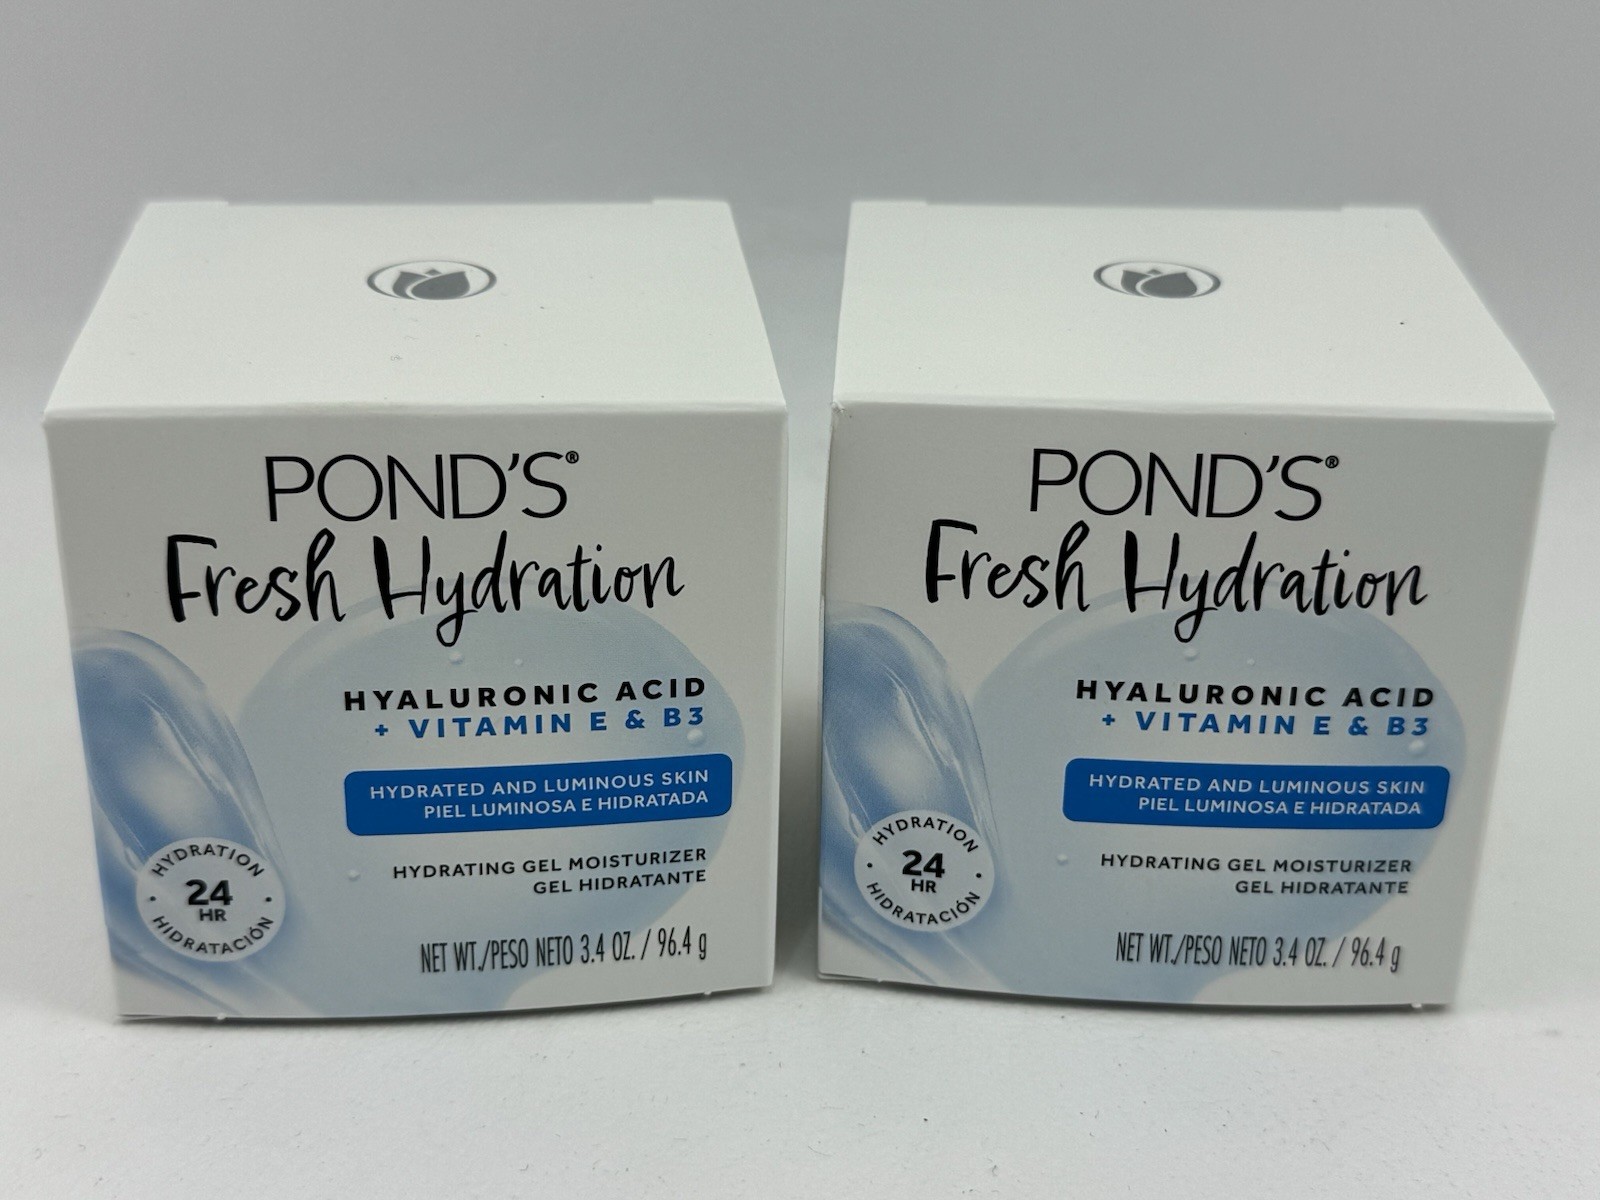 POND'S®
Fresh Hydration
HYALURONIC ACID
+ VITAMIN E & B3
HYDRATED AND LUMINOUS SKIN
PIEL LUMINOSA E HIDRATADA
HYDRATING GEL MOISTURIZER
GEL HIDRATANTE
HYDRATION
24
HR
HIDRATACIÓN
NET WT./PESO NETO 3.4 OZ. / 96.4 g
POND'S®
Fresh Hydration
HYALURONIC ACID
+ VITAMIN E & B3
HYDRATED AND LUMINOUS SKIN
PIEL LUMINOSA E HIDRATADA
HYDRATING GEL MOISTURIZER
GEL HIDRATANTE
HYDRATION
24
HR
HIDRATACIÓN
NET WT./PESO NETO 3.4 OZ. / 96.4 g